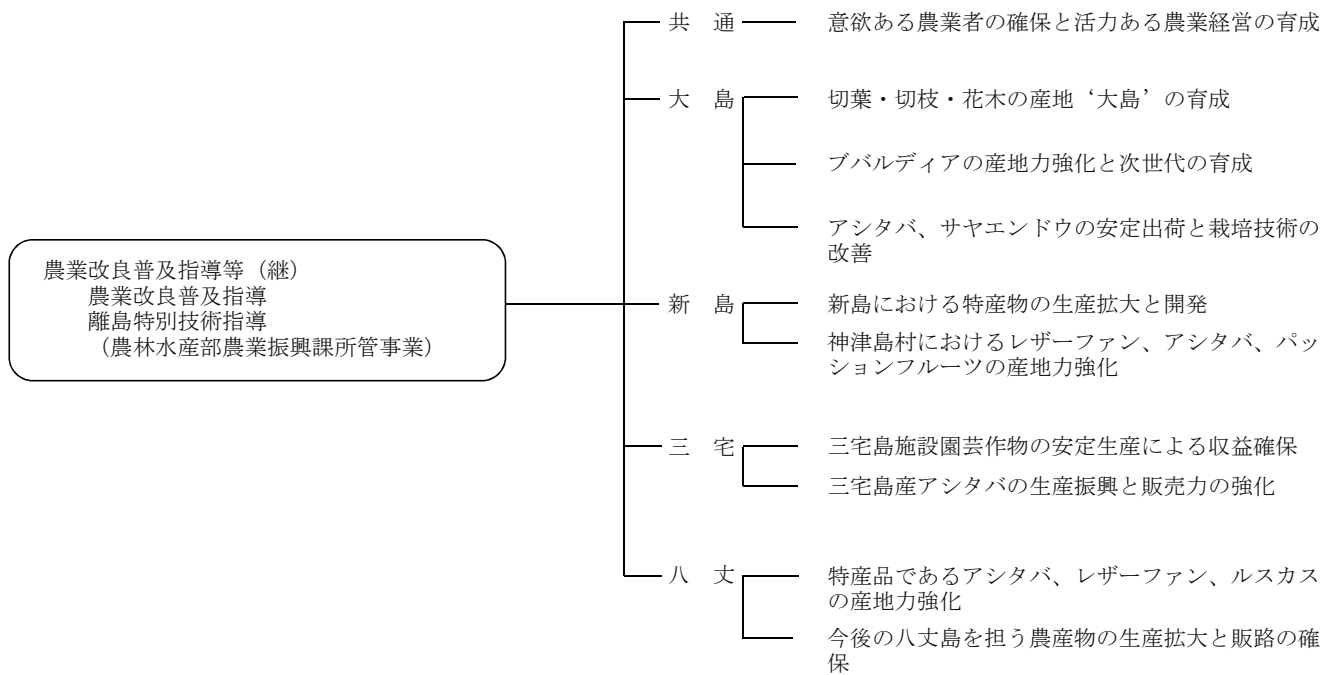 農業改良普及指導等（継）
農業改良普及指導
離島特別技術指導
（農林水産部農業振興課所管事業）
共　通
意欲ある農業者の確保と活力ある農業経営の育成
大　島
切葉・切枝・花木の産地‘大島’の育成
ブバルディアの産地力強化と次世代の育成
アシタバ、サヤエンドウの安定出荷と栽培技術の
改善
新　島
新島における特産物の生産拡大と開発
神津島村におけるレザーファン、アシタバ、パッ
ションフルーツの産地力強化
三　宅
三宅島施設園芸作物の安定生産による収益確保
三宅島産アシタバの生産振興と販売力の強化
八　丈
特産品であるアシタバ、レザーファン、ルスカス
の産地力強化
今後の八丈島を担う農産物の生産拡大と販路の確
保